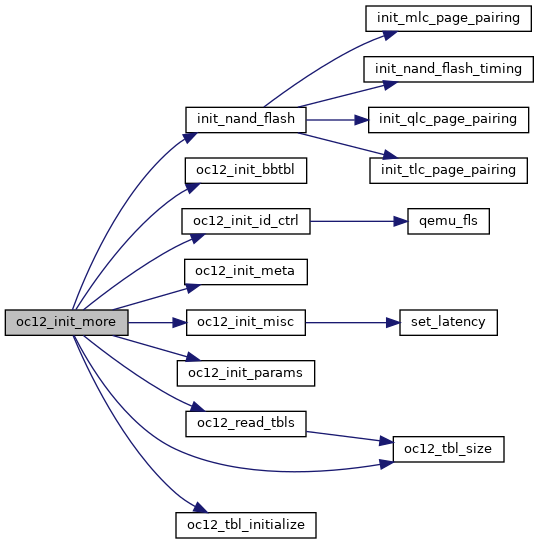 init_mlc_page_pairing
init_nand_flash_timing
init_nand_flash
init_qlc_page_pairing
oc12_init_bbtbl
init_tlc_page_pairing
oc12_init_id_ctrl
qemu_fls
oc12_init_meta
oc12_init_more
oc12_init_misc
set_latency
oc12_init_params
oc12_read_tbls
oc12_tbl_size
oc12_tbl_initialize